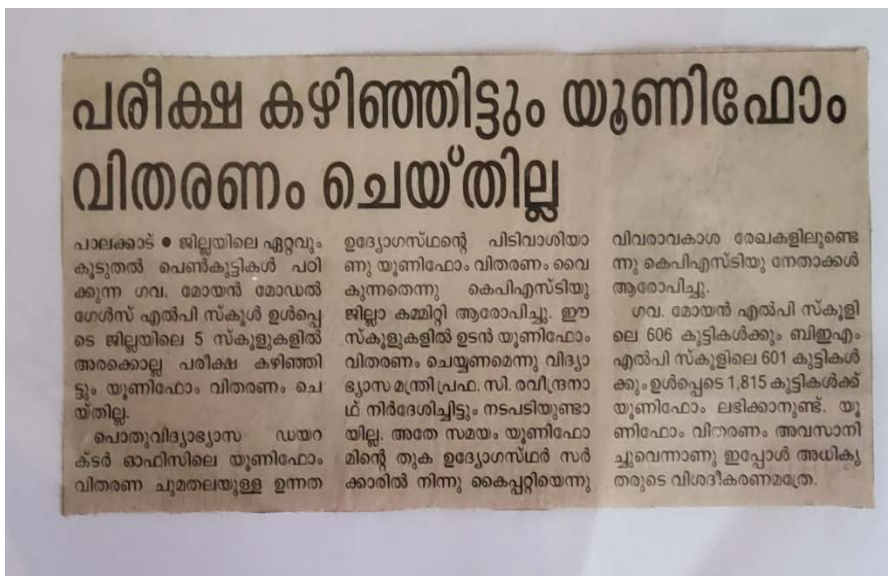 പരീക്ഷ കഴിഞ്ഞിട്ടും യൂണിഫോം
വിതരണം ചെയ്തില്ല
പാലക്കാട് ● ജില്ലയിലെ ഏറ്റവും
കൂടുതൽ പെൺകുട്ടികൾ പഠി
ക്കുന്ന ഗവ. മോയൻ മോഡൽ
ഗേൾസ് എൽപി സ്കൂൾ ഉൾപ്പെ
ടെ ജില്ലയിലെ 5 സ്കൂളുകളിൽ
അരക്കൊല്ല പരീക്ഷ കഴിഞ്ഞി
ട്ടും യൂണിഫോം വിതരണം ചെ
യ്തില്ല.
പൊതുവിദ്യാഭ്യാസ ഡയറ
ക്ടർ ഓഫിസിലെ യൂണിഫോം
വിതരണ ചുമതലയുള്ള ഉന്നത
ഉദ്യോഗസ്ഥന്റെ പിടിവാശിയാ
ണു യൂണിഫോം വിതരണം വൈ
കുന്നതെന്നു കെപിഎസ്ടിയു
ജില്ലാ കമ്മിറ്റി ആരോപിച്ചു. ഈ
സ്കൂളുകളിൽ ഉടൻ യൂണിഫോം
വിതരണം ചെയ്യണമെന്നു വിദ്യാ
ഭ്യാസ മന്ത്രി പ്രഫ. സി. രവീന്ദ്രനാ
ഥ് നിർദേശിച്ചിട്ടും നടപടിയുണ്ടാ
യില്ല. അതേ സമയം യൂണിഫോ
മിന്റെ തുക ഉദ്യോഗസ്ഥർ സർ
ക്കാരിൽ നിന്നു കൈപ്പറ്റിയെന്നു
വിവരാവകാശ രേഖകളിലുണ്ടെ
ന്നു കെപിഎസ്ടിയു നേതാക്കൾ
ആരോപിച്ചു.
ഗവ. മോയൻ എൽപി സ്കൂളി
ലെ 606 കുട്ടികൾക്കും ബിഇഎം
എൽപി സ്കൂളിലെ 601 കുട്ടികൾ
ക്കും ഉൾപ്പെടെ 1,815 കുട്ടികൾക്ക്
യൂണിഫോം ലഭിക്കാനുണ്ട്. യൂ
ണിഫോം വിതരണം അവസാനി
ച്ചുവെന്നാണു ഇപ്പോൾ അധികൃ
തരുടെ വിശദീകരണമത്രേ.